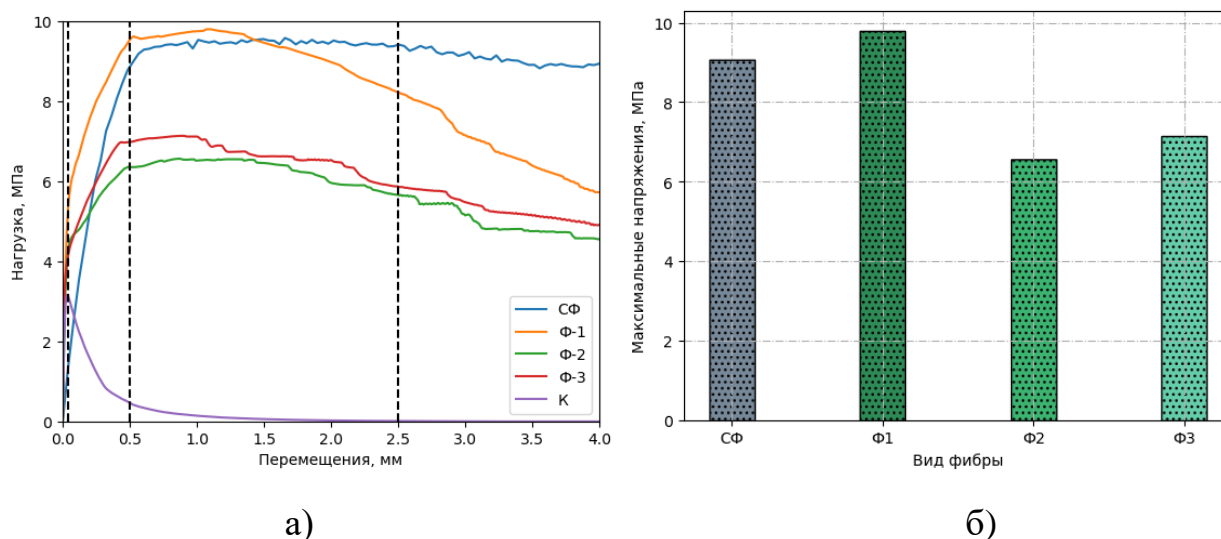 Нагрузка, МПа
10
8
6
4
2
0
0.0 0.5 1.0 1.5 2.0 2.5 3.0 3.5 4.0
Перемещения, мм
СФ
Ф-1
Ф-2
Ф-3
К
а)
Максимальные напряжения, МПа
10
8
6
4
2
0
СФ Ф1 Ф2 Ф3
Вид фибры
б)